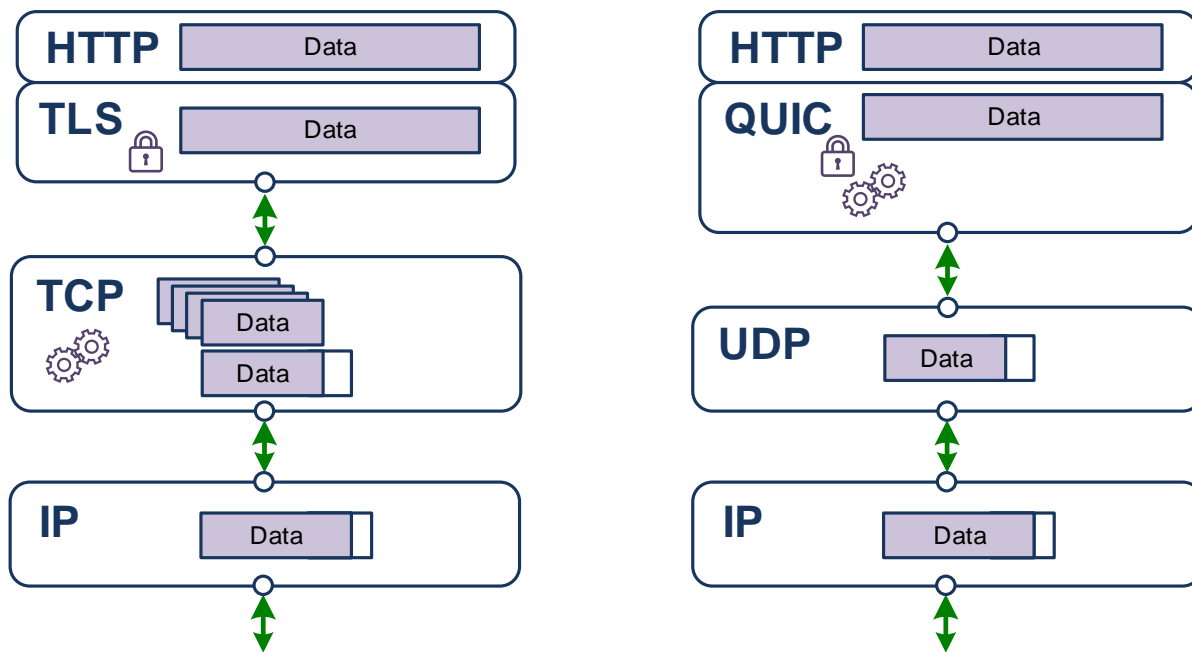 HTTP Data
TLS Data
TCP Data
Data
IP Data
HTTP Data
QUIC Data
UDP Data
IP Data